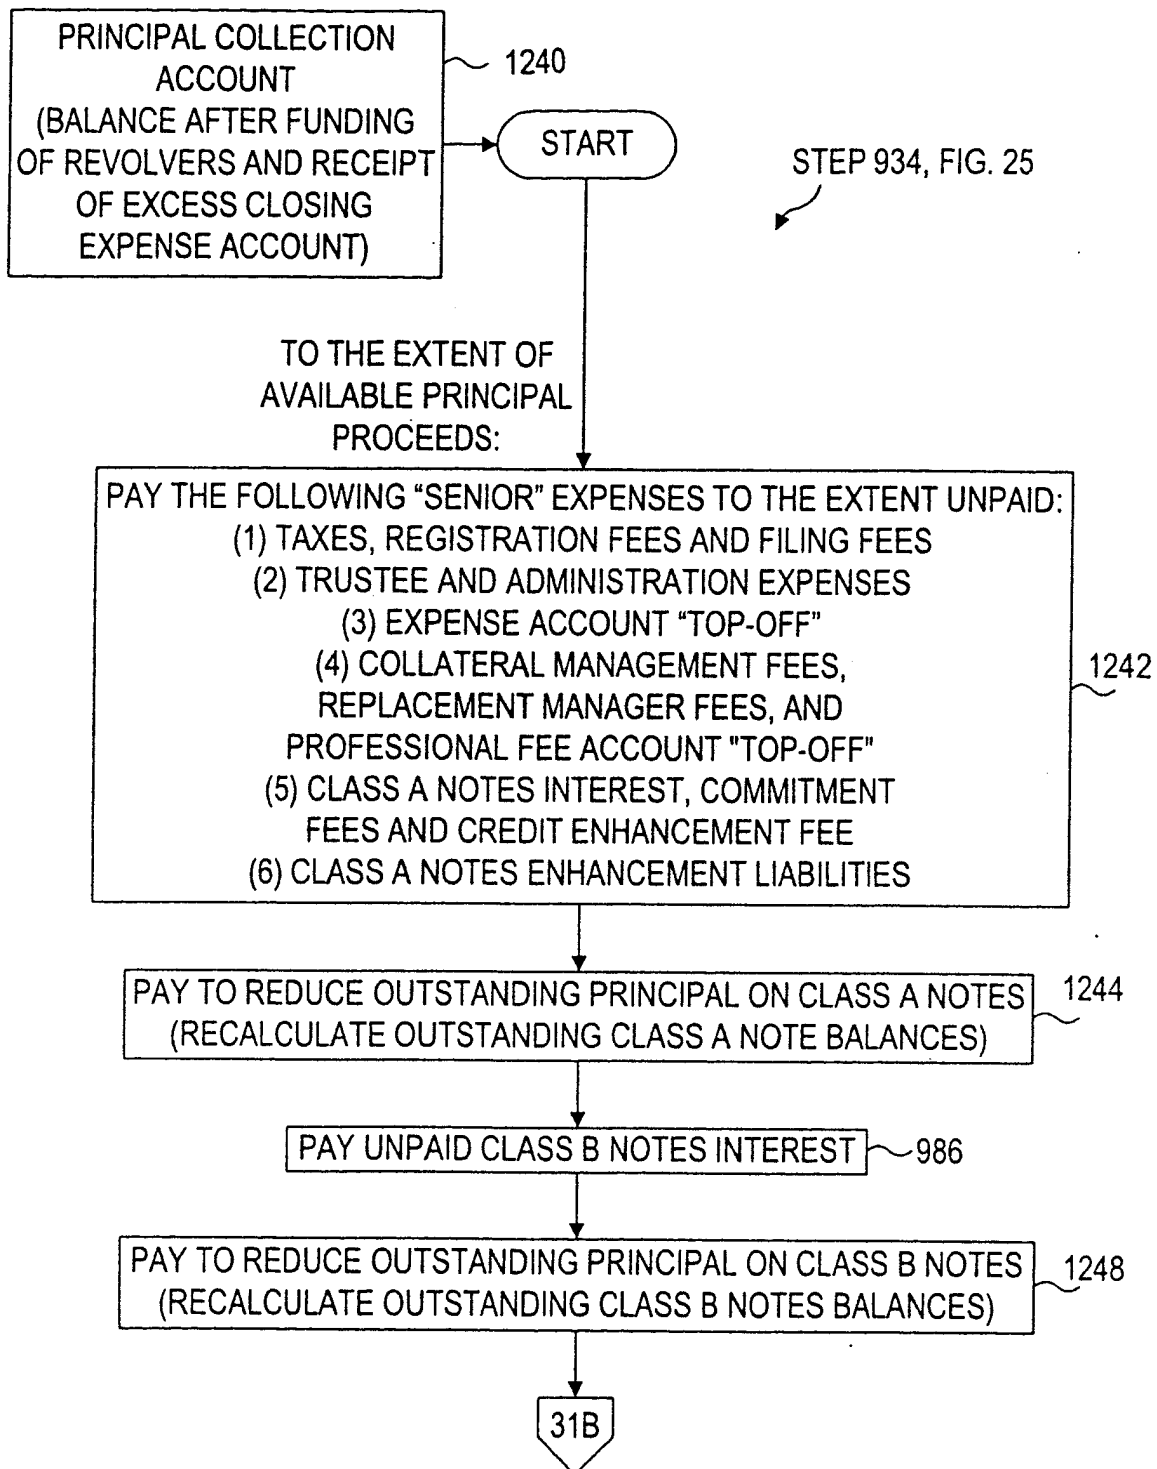 PRINCIPAL COLLECTION
ACCOUNT
(BALANCE AFTER FUNDING
OF REVOLVERS AND RECEIPT
OF EXCESS CLOSING
EXPENSE ACCOUNT)
1240
START
STEP 934, FIG. 25
TO THE EXTENT OF
AVAILABLE PRINCIPAL
PROCEEDS:
PAY THE FOLLOWING “SENIOR” EXPENSES TO THE EXTENT UNPAID:
(1) TAXES, REGISTRATION FEES AND FILING FEES
(2) TRUSTEE AND ADMINISTRATION EXPENSES
(3) EXPENSE ACCOUNT “TOP-OFF”
(4) COLLATERAL MANAGEMENT FEES,
REPLACEMENT MANAGER FEES, AND
PROFESSIONAL FEE ACCOUNT "TOP-OFF"
(5) CLASS A NOTES INTEREST, COMMITMENT
FEES AND CREDIT ENHANCEMENT FEE
(6) CLASS A NOTES ENHANCEMENT LIABILITIES
1242
PAY TO REDUCE OUTSTANDING PRINCIPAL ON CLASS A NOTES
(RECALCULATE OUTSTANDING CLASS A NOTE BALANCES)
1244
PAY UNPAID CLASS B NOTES INTEREST
986
PAY TO REDUCE OUTSTANDING PRINCIPAL ON CLASS B NOTES
(RECALCULATE OUTSTANDING CLASS B NOTES BALANCES)
1248
31B